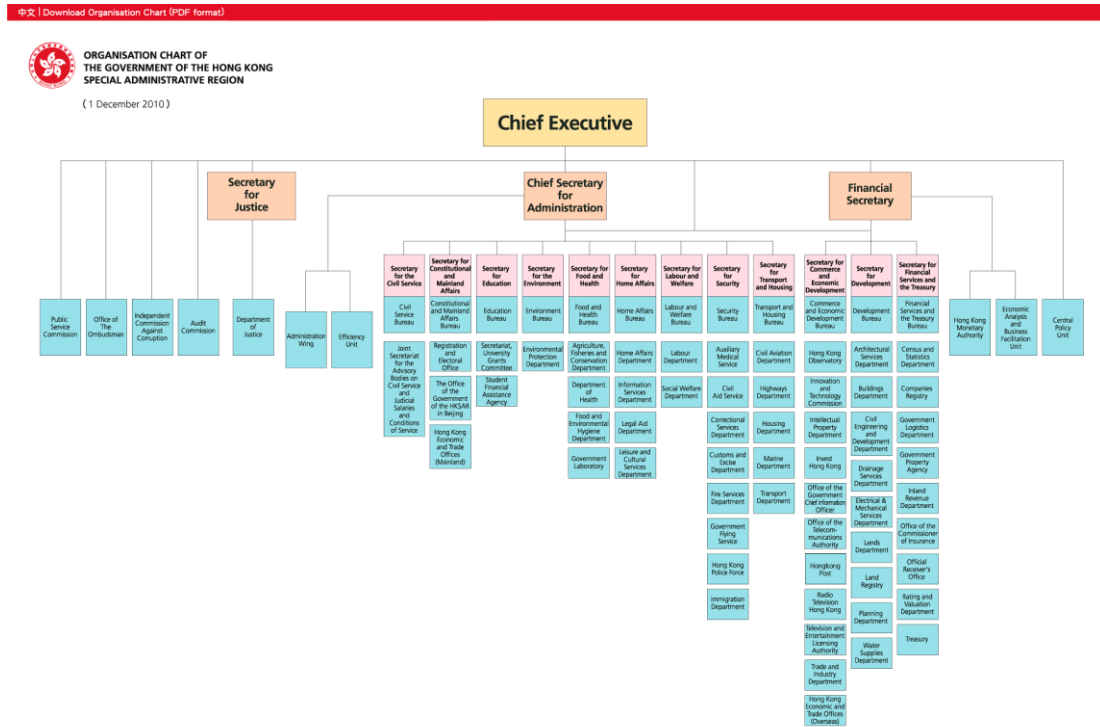 中文 | Download Organisation Chart (PDF format)
ORGANISATION CHART OF
THE GOVERNMENT OF THE HONG KONG
SPECIAL ADMINISTRATIVE REGION
( 1 December 2010 )
Chief Executive
Secretary
for
Justice
Chief Secretary
for
Administration
Financial
Secretary
Public
Service
Commission
Office of
The
Ombudsman
Independent
Commission
Against
Corruption
Audit
Commission
Department
of
Justice
Administration
Wing
Efficiency
Unit
Secretary
for the
Civil Service
Civil
Service
Bureau
Joint
Secretariat
for the
Advisory
Bodies on
Civil Service
and
Judicial
Salaries
and
Conditions
of Service
Secretary for
Constitutional
and
Mainland
Affairs
Constitutional
and Mainland
Affairs
Bureau
Registration
and
Electoral
Office
The Office
of the
Government
of the HKSAR
in Beijing
Hong Kong
Economic
and Trade
Offices
(Mainland)
Secretary
for
Education
Education
Bureau
Secretariat,
University
Grants
Committee
Student
Financial
Assistance
Agency
Secretary
for the
Environment
Environment
Bureau
Environmental
Protection
Department
Secretary for
Food and
Health
Food and
Health
Bureau
Agriculture,
Fisheries and
Conservation
Department
Department
of
Health
Food and
Environmental
Hygiene
Department
Government
Laboratory
Secretary
for
Home Affairs
Home Affairs
Bureau
Home Affairs
Department
Information
Services
Department
Legal Aid
Department
Leisure and
Cultural
Services
Department
Secretary for
Labour and
Welfare
Labour and
Welfare
Bureau
Labour
Department
Social Welfare
Department
Secretary
for
Security
Security
Bureau
Auxiliary
Medical
Service
Civil
Aid Service
Correctional
Services
Department
Customs and
Excise
Department
Fire Services
Department
Government
Flying
Service
Hong Kong
Police Force
Immigration
Department
Secretary
for
Transport
and Housing
Transport and
Housing
Bureau
Civil Aviation
Department
Highways
Department
Housing
Department
Marine
Department
Transport
Department
Secretary for
Commerce
and
Economic
Development
Commerce
and Economic
Development
Bureau
Hong Kong
Observatory
Innovation
and
Technology
Commission
Intellectual
Property
Department
Invest
Hong Kong
Office of the
Government
Chief Information
Officer
Office of the
Telecom-
munications
Authority
Hongkong
Post
Radio
Television
Hong Kong
Television and
Entertainment
Licensing
Authority
Trade and
Industry
Department
Hong Kong
Economic and
Trade Offices
(Overseas)
Secretary
for
Development
Development
Bureau
Architectural
Services
Department
Buildings
Department
Civil
Engineering
and
Development
Department
Drainage
Services
Department
Electrical &
Mechanical
Services
Department
Lands
Department
Land
Registry
Planning
Department
Water
Supplies
Department
Secretary for
Financial
Services and
the Treasury
Financial
Services and
the Treasury
Bureau
Census and
Statistics
Department
Companies
Registry
Government
Logistics
Department
Government
Property
Agency
Inland
Revenue
Department
Office of the
Commissioner
of Insurance
Official
Receiver's
Office
Rating and
Valuation
Department
Treasury
Hong Kong
Monetary
Authority
Economic
Analysis
and
Business
Facilitation
Unit
Central
Policy
Unit